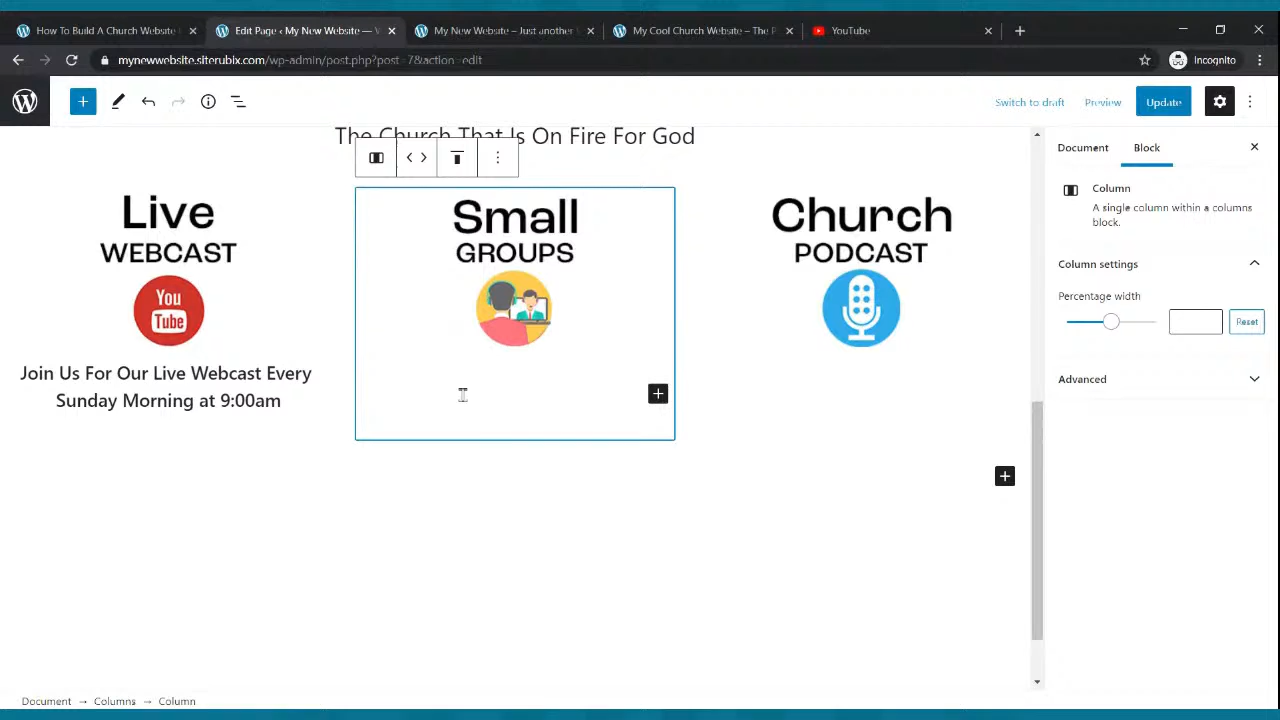 How To Build A Church Website
Edit Page ‹ My New Website — W
My New Website – Just another
My Cool Church Website – The P
YouTube
mynewwebsite.siterubix.com/wp-admin/post.php?post=7&action=edit
Incognito
Switch to draft
Preview
Update
The Church That Is On Fire For God
Document
Block
Column
A single column within a columns
block.
Column settings
Percentage width
Reset
Advanced
Live
WEBCAST
You
Tube
Join Us For Our Live Webcast Every
Sunday Morning at 9:00am
Small
GROUPS
Church
PODCAST
Document → Columns → Column